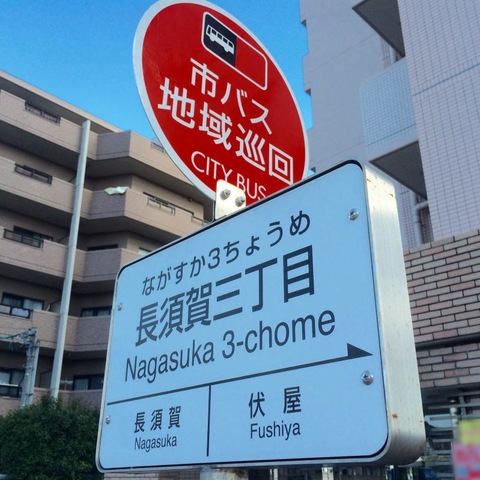 市バス
地域巡回
CITY BUS
ながすか3ちょうめ
長須賀三丁目
Nagasuka 3-chome
長須賀
Nagasuka
伏屋
Fushiya